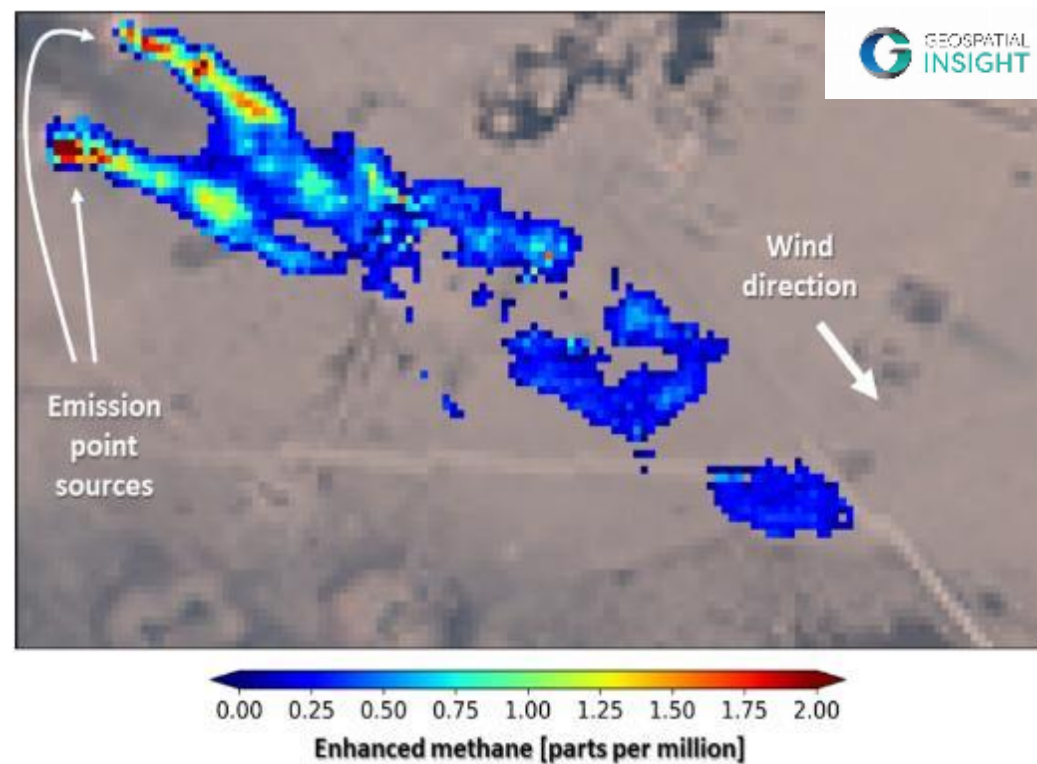 GEOSPATIAL
INSIGHT
Wind
direction
Emission
point
sources
0.00 0.25 0.50 0.75 1.00 1.25 1.50 1.75 2.00
Enhanced methane [parts per million]